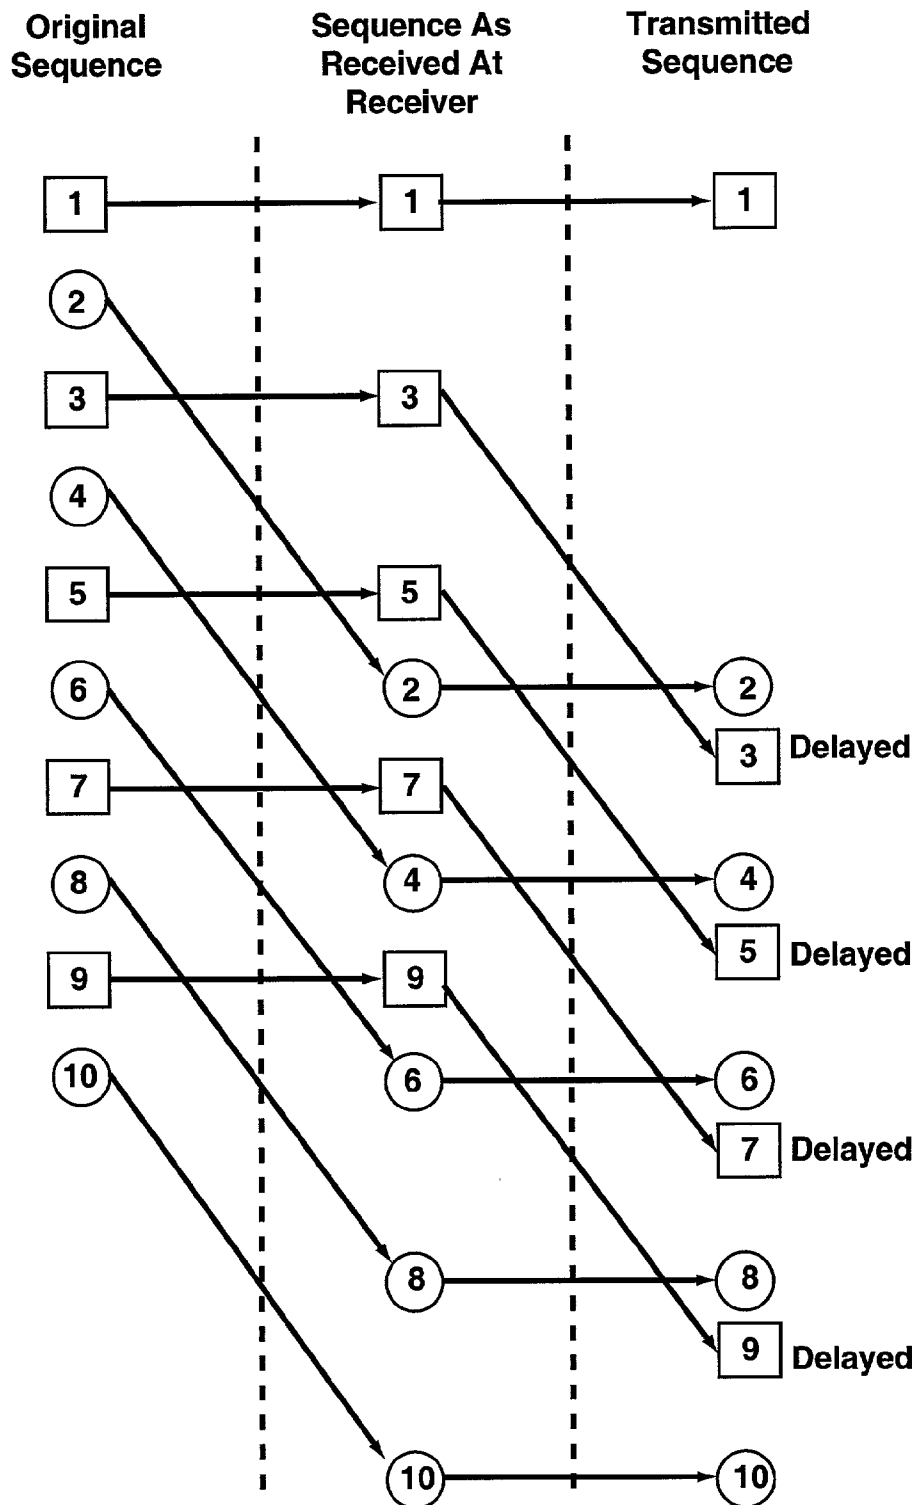 Original
Sequence
Sequence As
Received At
Receiver
Transmitted
Sequence
1
1
1
2
3
3
4
5
5
6
2
2
3
Delayed
7
7
8
4
4
5
Delayed
9
9
10
6
6
7
Delayed
8
8
9
Delayed
10
10